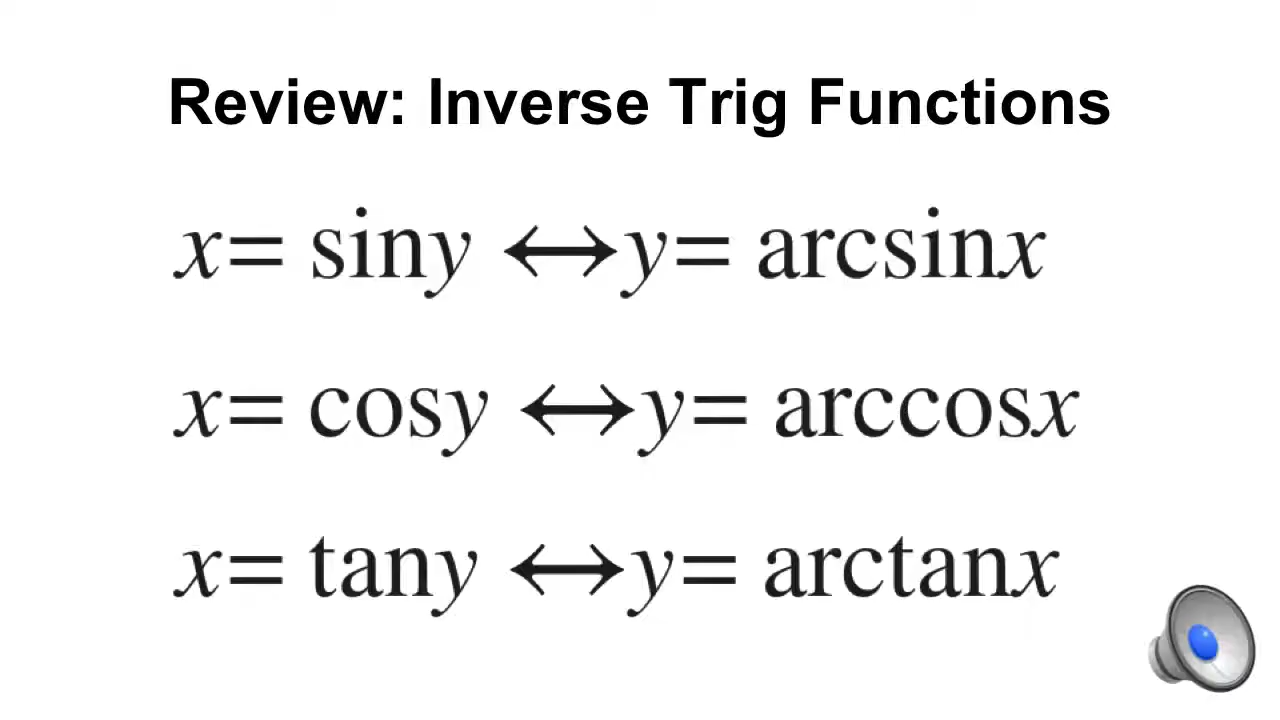 Review: Inverse Trig Functions
x= siny ↔ y= arcsinx
x= cosy ↔ y= arccosx
x= tany ↔ y= arctanx